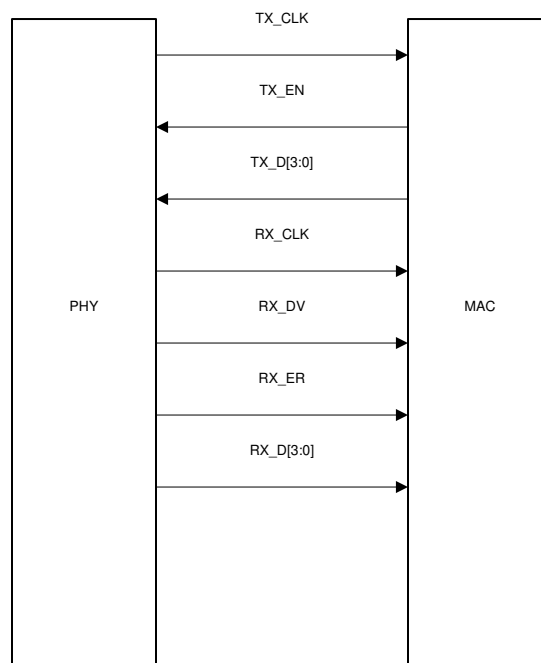 TX_CLK
TX_EN
TX_D[3:0]
RX_CLK
PHY
RX_DV
MAC
RX_ER
RX_D[3:0]